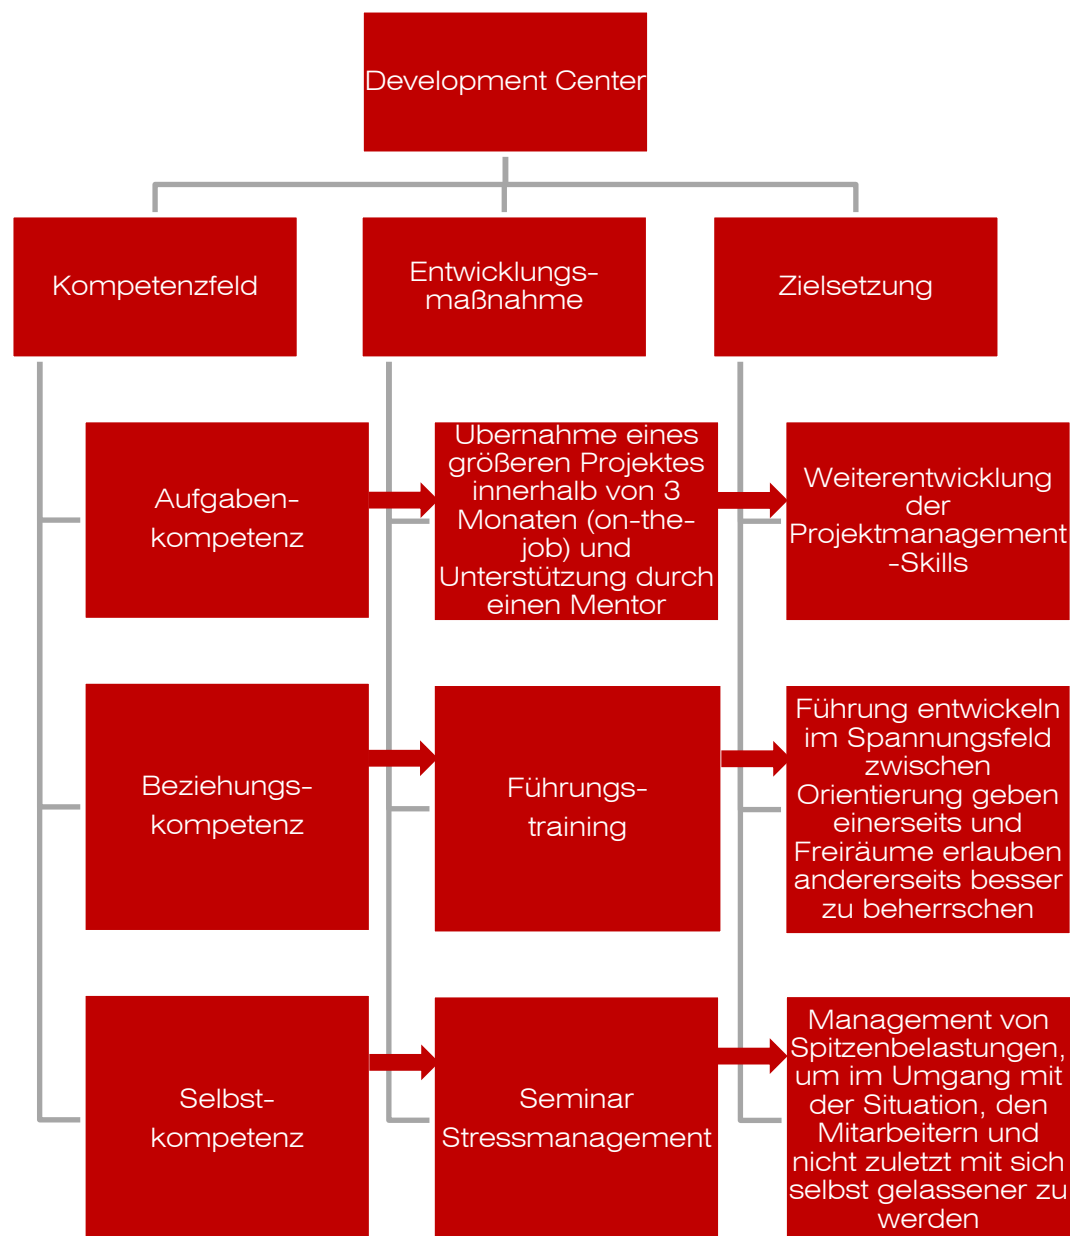 Development Center
Kompetenzfeld
Entwicklungs-
maßnahme
Zielsetzung
Aufgaben-
kompetenz
Übernahme eines
größeren Projektes
innerhalb von 3
Monaten (on-the-
job) und
Unterstützung durch
einen Mentor
Weiterentwicklung
der
Projektmanagement
-Skills
Beziehungs-
kompetenz
Führungs-
training
Führung entwickeln
im Spannungsfeld
zwischen
Orientierung geben
einerseits und
Freiräume erlauben
andererseits besser
zu beherrschen
Selbst-
kompetenz
Seminar
Stressmanagement
Management von
Spitzenbelastungen,
um im Umgang mit
der Situation, den
Mitarbeitern und
nicht zuletzt mit sich
selbst gelassener zu
werden